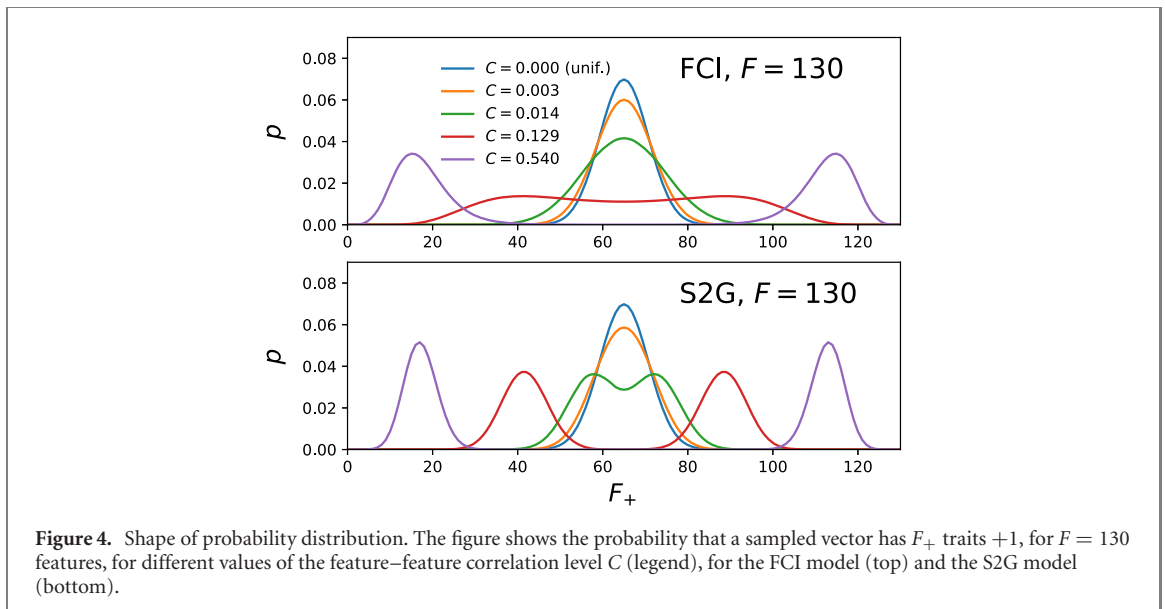 0.08
0.06
0.04
0.02
0.00
p
C = 0.000 (unif.)
C = 0.003
C = 0.014
C = 0.129
C = 0.540
FCI, F = 130
0 20 40 60 80 100 120
0.08
0.06
0.04
0.02
0.00
p
S2G, F = 130
0 20 40 60 80 100 120
F₊
Figure 4. Shape of probability distribution. The figure shows the probability that a sampled vector has F₊ traits +1, for F = 130
features, for different values of the feature–feature correlation level C (legend), for the FCI model (top) and the S2G model
(bottom).